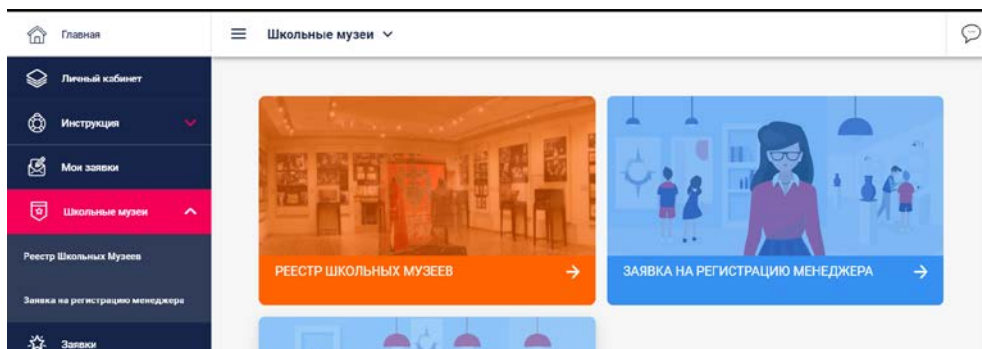 Главная
Школьные музеи
Личный кабинет
Инструкция
Мои заявки
Школьные музеи
Реестр Школьных Музеев
Заявка на регистрацию менеджера
Заявки
РЕЕСТР ШКОЛЬНЫХ МУЗЕЕВ
ЗАЯВКА НА РЕГИСТРАЦИЮ МЕНЕДЖЕРА